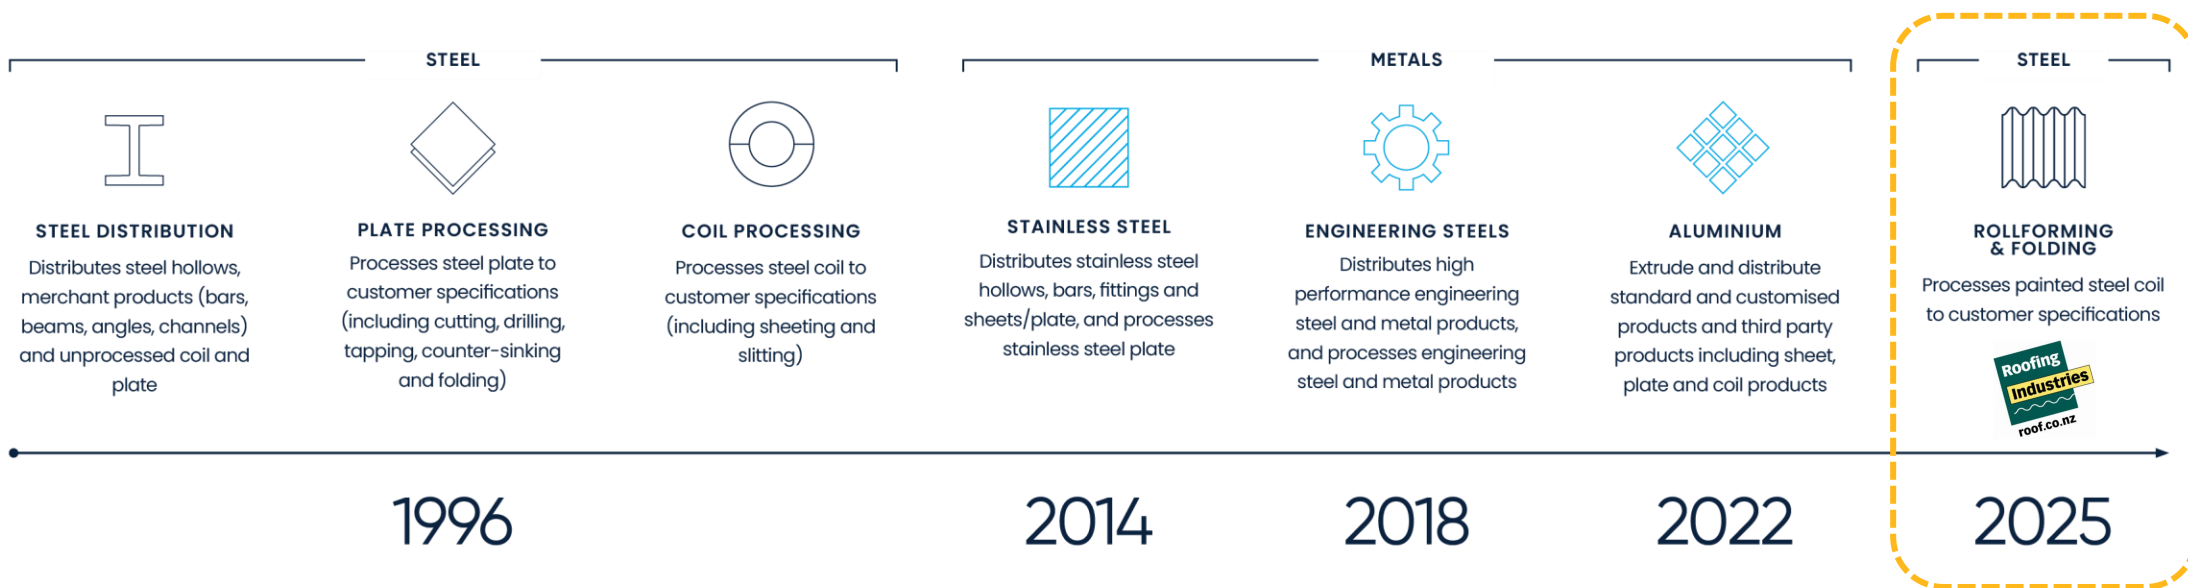 STEEL
STEEL DISTRIBUTION
Distributes steel hollows,
merchant products (bars,
beams, angles, channels)
and unprocessed coil and
plate
PLATE PROCESSING
Processes steel plate to
customer specifications
(including cutting, drilling,
tapping, counter-sinking
and folding)
COIL PROCESSING
Processes steel coil to
customer specifications
(including sheeting and
slitting)
1996
METALS
STAINLESS STEEL
Distributes stainless steel
hollows, bars, fittings and
sheets/plate, and processes
stainless steel plate
2014
ENGINEERING STEELS
Distributes high
performance engineering
steel and metal products,
and processes engineering
steel and metal products
2018
ALUMINIUM
Extrude and distribute
standard and customised
products and third party
products including sheet,
plate and coil products
2022
STEEL
ROLLFORMING
& FOLDING
Processes painted steel coil
to customer specifications
Roofing
Industries
roof.co.nz
2025